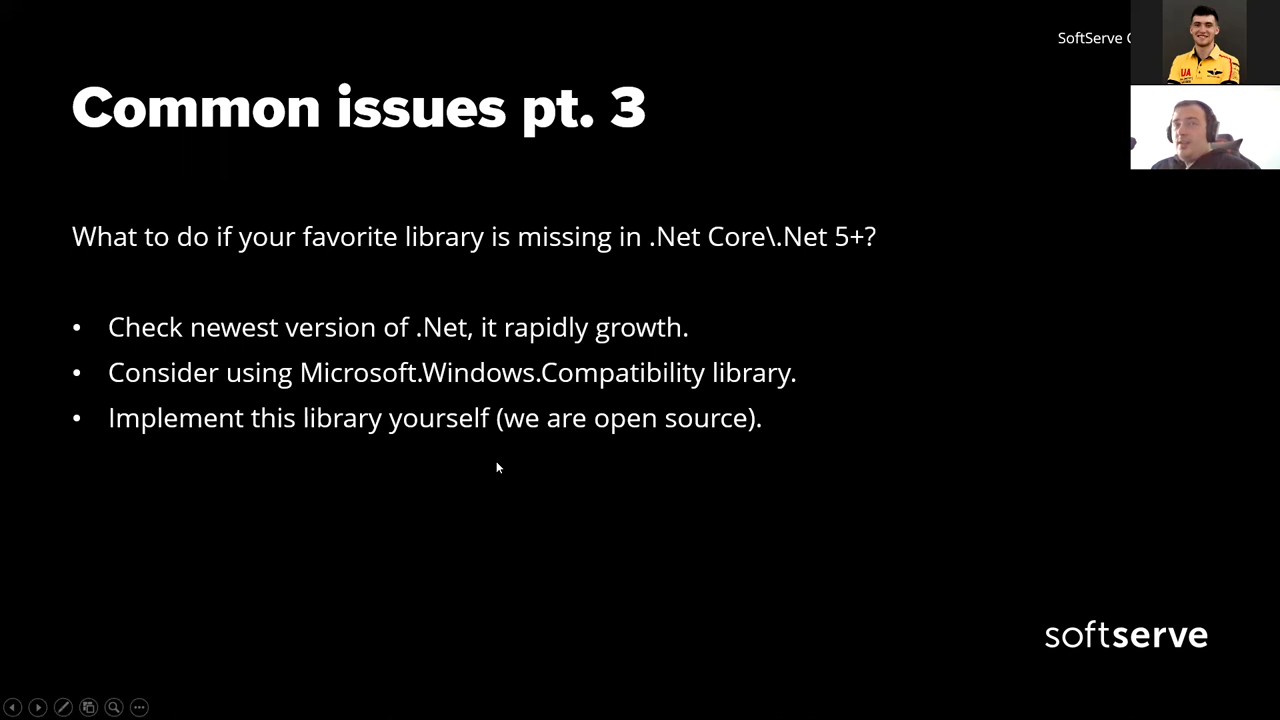 SoftServe
Common issues pt. 3
What to do if your favorite library is missing in .Net Core\.Net 5+?
• Check newest version of .Net, it rapidly growth.
• Consider using Microsoft.Windows.Compatibility library.
• Implement this library yourself (we are open source).
softserve
UA